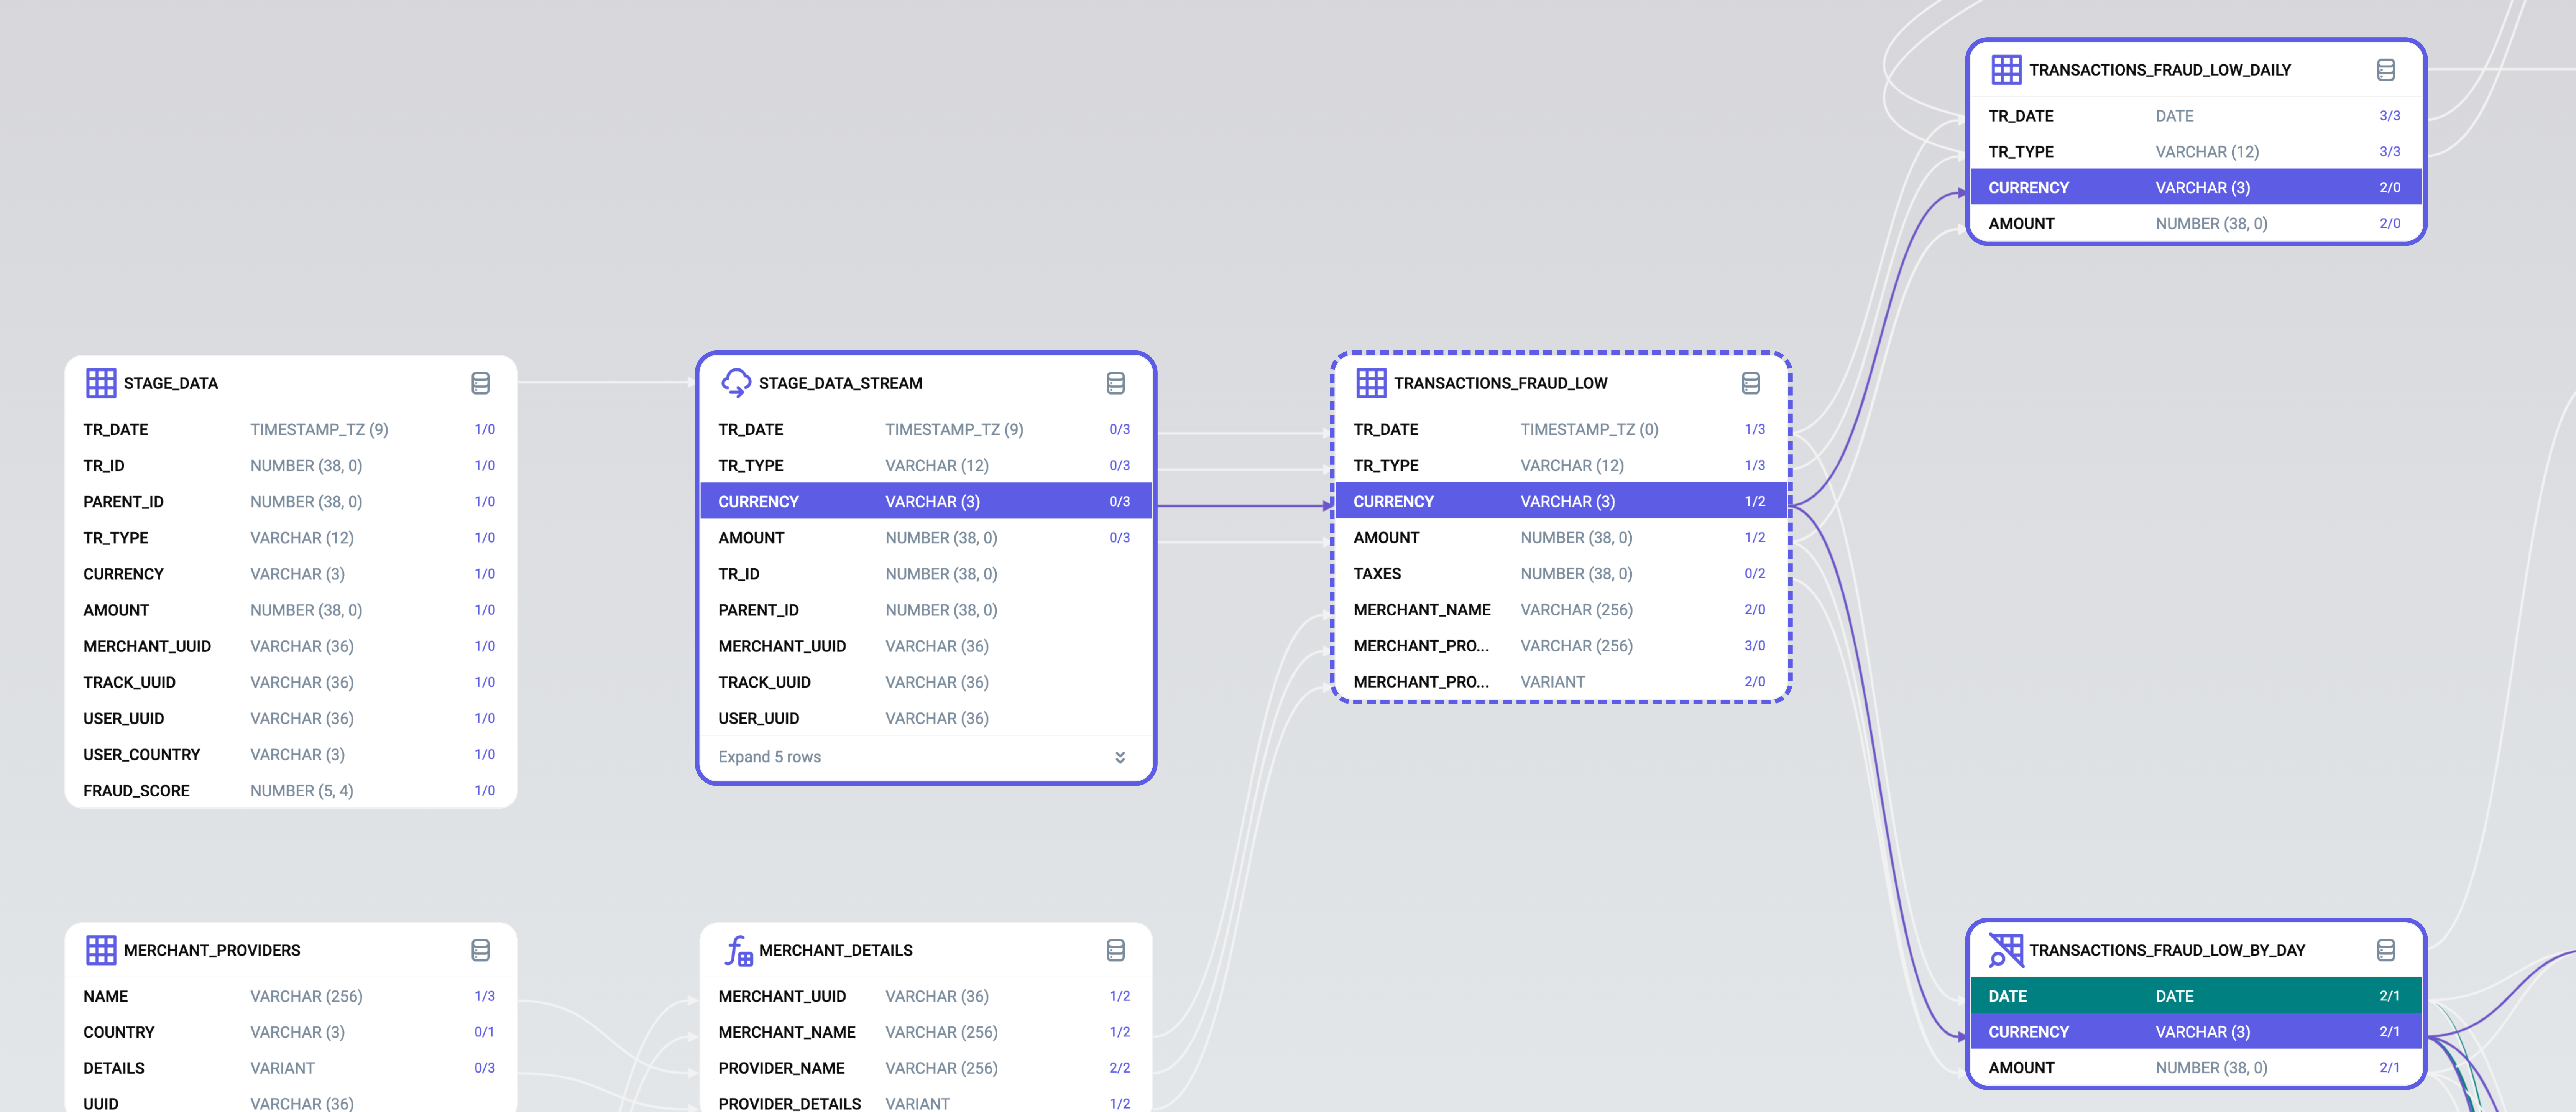 TRANSACTIONS_FRAUD_LOW_DAILY
TR_DATE DATE 3/3
TR_TYPE VARCHAR (12) 3/3
CURRENCY VARCHAR (3) 2/0
AMOUNT NUMBER (38, 0) 2/0
STAGE_DATA
TR_DATE TIMESTAMP_TZ (9) 1/0
TR_ID NUMBER (38, 0) 1/0
PARENT_ID NUMBER (38, 0) 1/0
TR_TYPE VARCHAR (12) 1/0
CURRENCY VARCHAR (3) 1/0
AMOUNT NUMBER (38, 0) 1/0
MERCHANT_UUID VARCHAR (36) 1/0
TRACK_UUID VARCHAR (36) 1/0
USER_UUID VARCHAR (36) 1/0
USER_COUNTRY VARCHAR (3) 1/0
FRAUD_SCORE NUMBER (5, 4) 1/0
STAGE_DATA_STREAM
TR_DATE TIMESTAMP_TZ (9) 0/3
TR_TYPE VARCHAR (12) 0/3
CURRENCY VARCHAR (3) 0/3
AMOUNT NUMBER (38, 0) 0/3
TR_ID NUMBER (38, 0)
PARENT_ID NUMBER (38, 0)
MERCHANT_UUID VARCHAR (36)
TRACK_UUID VARCHAR (36)
USER_UUID VARCHAR (36)
Expand 5 rows
TRANSACTIONS_FRAUD_LOW
TR_DATE TIMESTAMP_TZ (0) 1/3
TR_TYPE VARCHAR (12) 1/3
CURRENCY VARCHAR (3) 1/2
AMOUNT NUMBER (38, 0) 1/2
TAXES NUMBER (38, 0) 0/2
MERCHANT_NAME VARCHAR (256) 2/0
MERCHANT_PRO... VARCHAR (256) 3/0
MERCHANT_PRO... VARIANT 2/0
MERCHANT_PROVIDERS
NAME VARCHAR (256) 1/3
COUNTRY VARCHAR (3) 0/1
DETAILS VARIANT 0/3
UUID VARCHAR (36)
MERCHANT_DETAILS
MERCHANT_UUID VARCHAR (36) 1/2
MERCHANT_NAME VARCHAR (256) 1/2
PROVIDER_NAME VARCHAR (256) 2/2
PROVIDER_DETAILS VARIANT 1/2
TRANSACTIONS_FRAUD_LOW_BY_DAY
DATE DATE 2/1
CURRENCY VARCHAR (3) 2/1
AMOUNT NUMBER (38, 0) 2/1